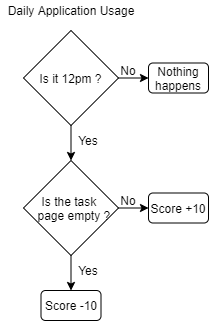 Daily Application Usage
Is it 12pm ?
No
Nothing
happens
Yes
Is the task
page empty ?
No
Score +10
Yes
Score -10